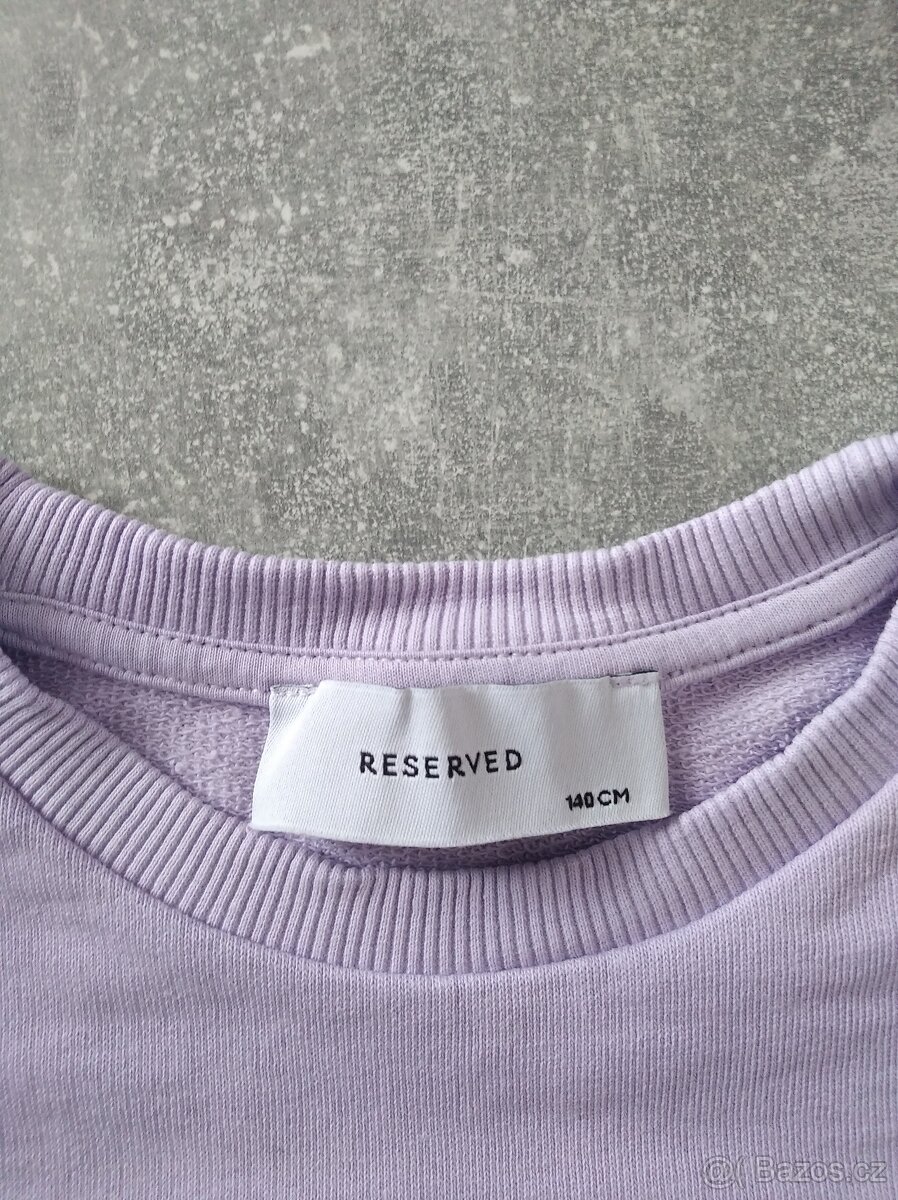 RESERVED
140 CM
Bazos.cz